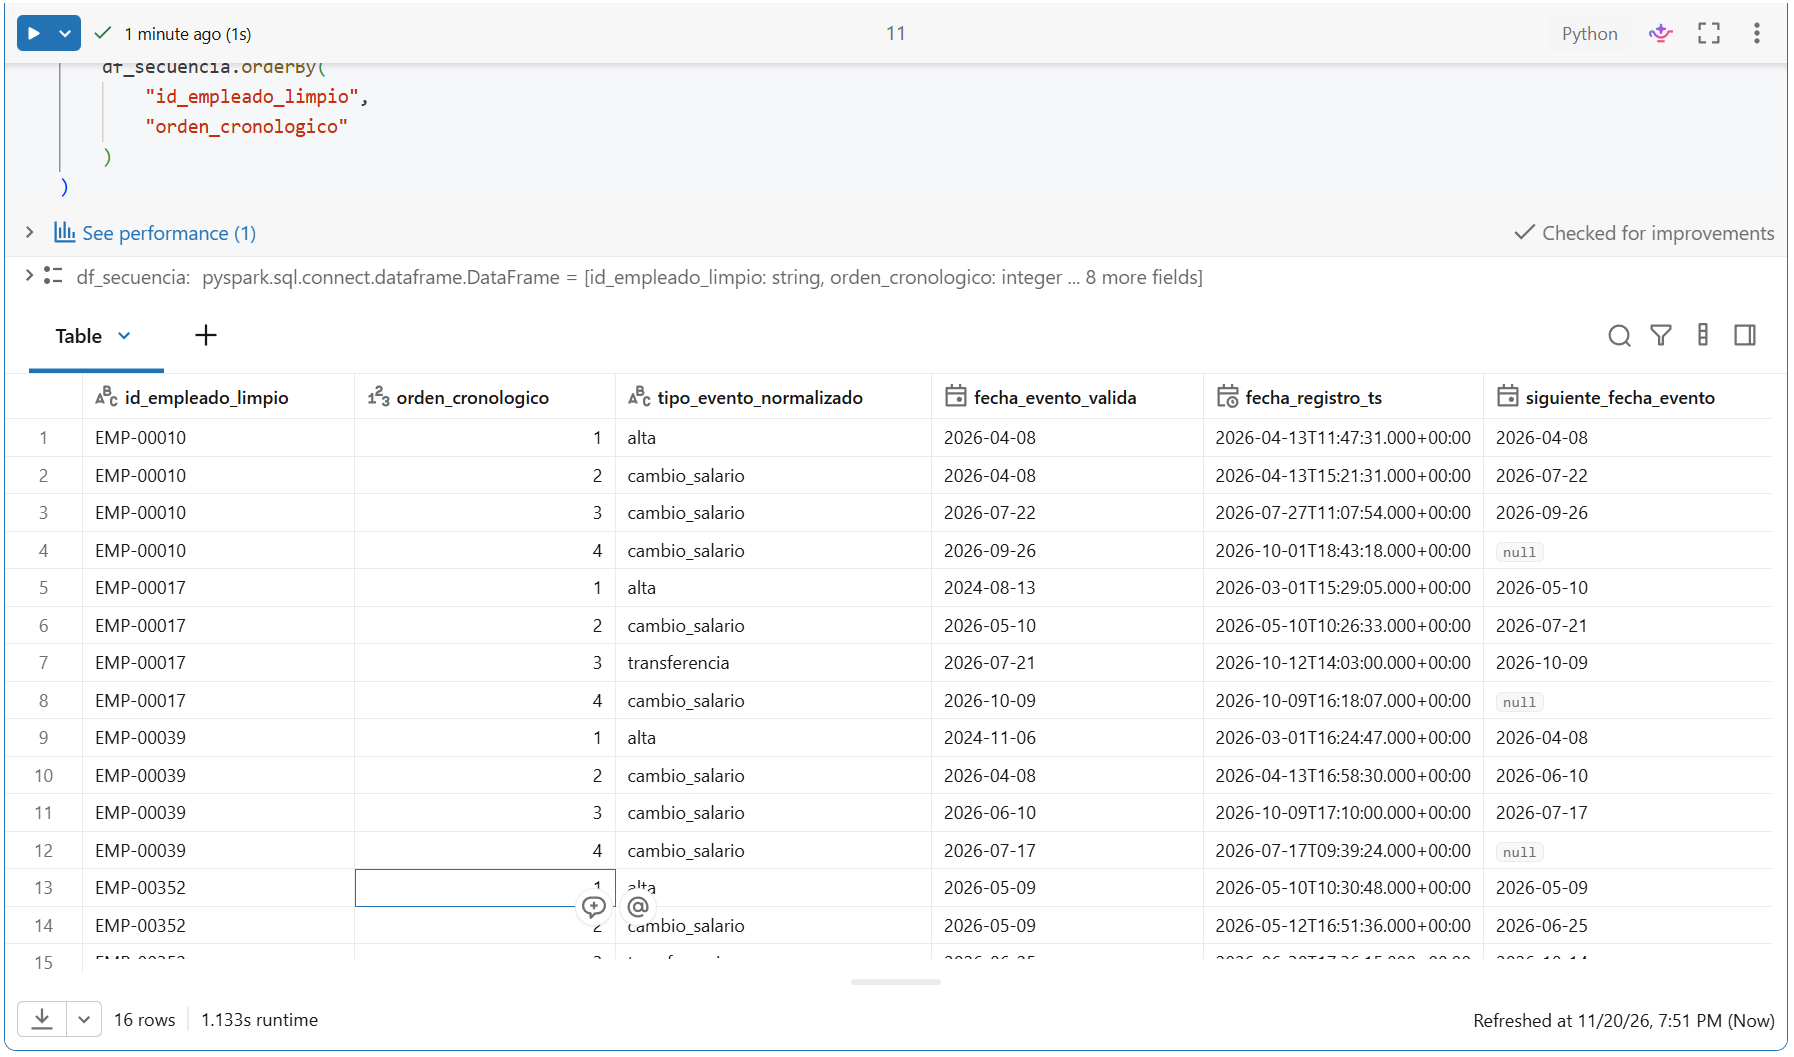 1 minute ago (1s) 11 Python
df_secuencia.orderBy(
"id_empleado_limpio",
"orden_cronologico"
)
)
See performance (1) Checked for improvements
df_secuencia: pyspark.sql.connect.dataframe.DataFrame = [id_empleado_limpio: string, orden_cronologico: integer ... 8 more fields]
Table
id_empleado_limpio orden_cronologico tipo_evento_normalizado fecha_evento_valida fecha_registro_ts siguiente_fecha_evento
1 EMP-00010 1 alta 2026-04-08 2026-04-13T11:47:31.000+00:00 2026-04-08
2 EMP-00010 2 cambio_salario 2026-04-08 2026-04-13T15:21:31.000+00:00 2026-07-22
3 EMP-00010 3 cambio_salario 2026-07-22 2026-07-27T11:07:54.000+00:00 2026-09-26
4 EMP-00010 4 cambio_salario 2026-09-26 2026-10-01T18:43:18.000+00:00 null
5 EMP-00017 1 alta 2024-08-13 2026-03-01T15:29:05.000+00:00 2026-05-10
6 EMP-00017 2 cambio_salario 2026-05-10 2026-05-10T10:26:33.000+00:00 2026-07-21
7 EMP-00017 3 transferencia 2026-07-21 2026-10-12T14:03:00.000+00:00 2026-10-09
8 EMP-00017 4 cambio_salario 2026-10-09 2026-10-09T16:18:07.000+00:00 null
9 EMP-00039 1 alta 2024-11-06 2026-03-01T16:24:47.000+00:00 2026-04-08
10 EMP-00039 2 cambio_salario 2026-04-08 2026-04-13T16:58:30.000+00:00 2026-06-10
11 EMP-00039 3 cambio_salario 2026-06-10 2026-10-09T17:10:00.000+00:00 2026-07-17
12 EMP-00039 4 cambio_salario 2026-07-17 2026-07-17T09:39:24.000+00:00 null
13 EMP-00352 1 alta 2026-05-09 2026-05-10T10:30:48.000+00:00 2026-05-09
14 EMP-00352 2 cambio_salario 2026-05-09 2026-05-12T16:51:36.000+00:00 2026-06-25
15
16 rows 1.133s runtime Refreshed at 11/20/26, 7:51 PM (Now)